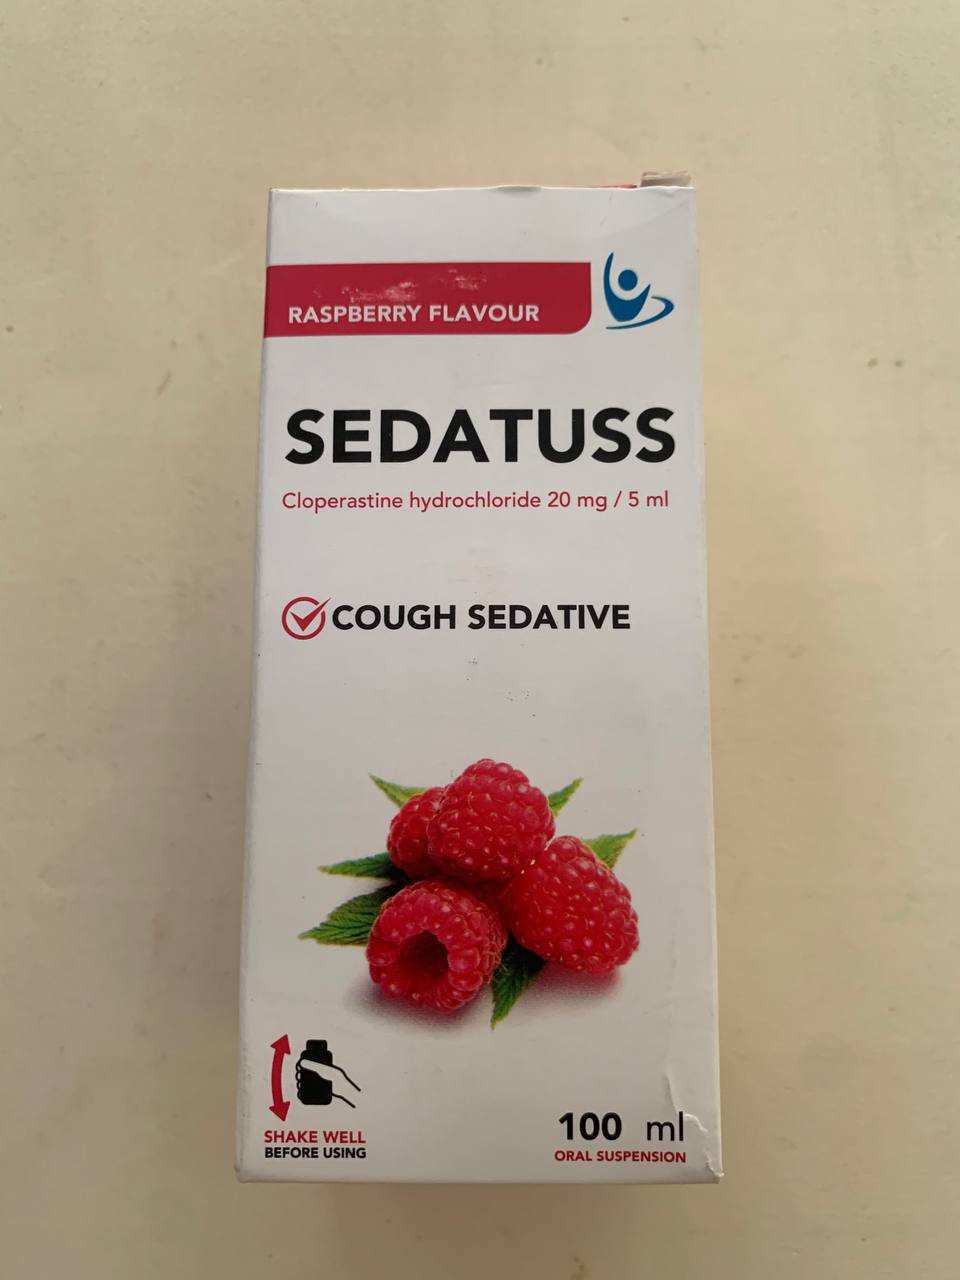 RASPBERRY FLAVOUR
SEDATUSS
Cloperastine hydrochloride 20 mg / 5 ml
COUGH SEDATIVE
SHAKE WELL
BEFORE USING
100 ml
ORAL SUSPENSION